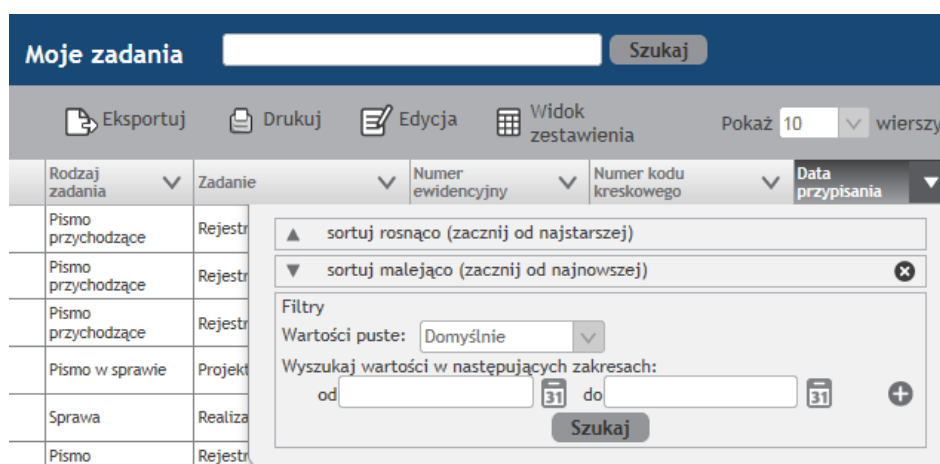 Moje zadania
Szukaj
Eksportuj Drukuj Edycja Widok
zestawienia
Pokaż 10 wierszy
Rodzaj
zadania
Zadanie
Numer
ewidencyjny
Numer kodu
kreskowego
Data
przypisania
Pismo
przychodzące
Rejestr
sortuj rosnąco (zacznij od najstarszej)
Pismo
przychodzące
Rejestr
sortuj malejąco (zacznij od najnowszej)
Pismo
przychodzące
Rejestr
Filtry
Wartości puste: Domyślnie
Pismo w sprawie
Projekt
Wyszukaj wartości w następujących zakresach:
od 31 do 31
Sprawa
Realiza
Szukaj
Pismo
Rejestr